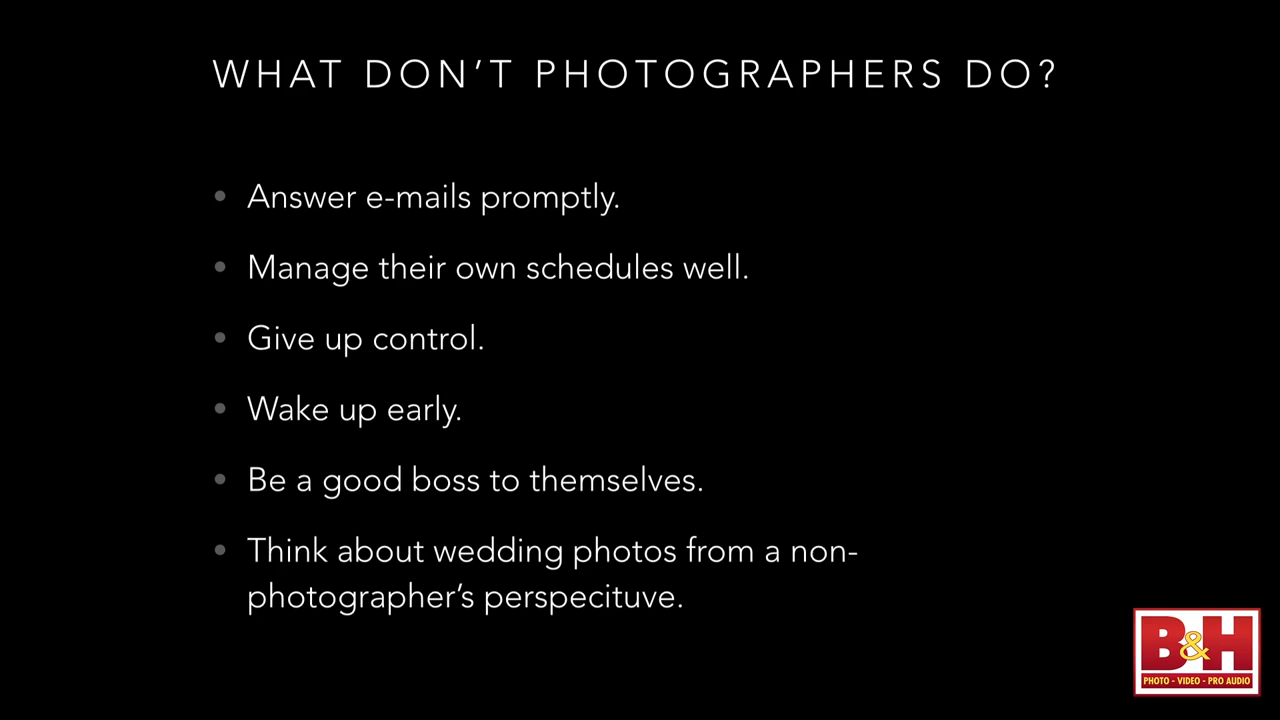 WHAT DON’T PHOTOGRAPHERS DO?
• Answer e-mails promptly.
• Manage their own schedules well.
• Give up control.
• Wake up early.
• Be a good boss to themselves.
• Think about wedding photos from a non-
photographer’s perspecituve.
B&H
PHOTO - VIDEO - PRO AUDIO